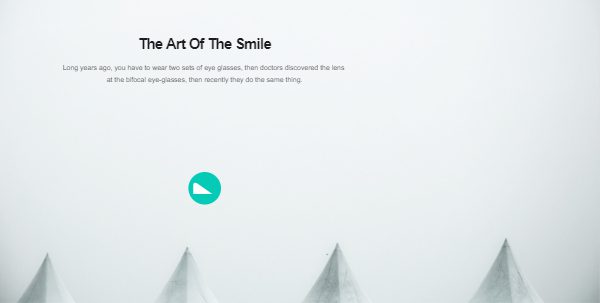 The Art Of The Smile
Long years ago, you have to wear two sets of eye glasses, then doctors discovered the lens
at the bifocal eye-glasses, then recently they do the same thing.